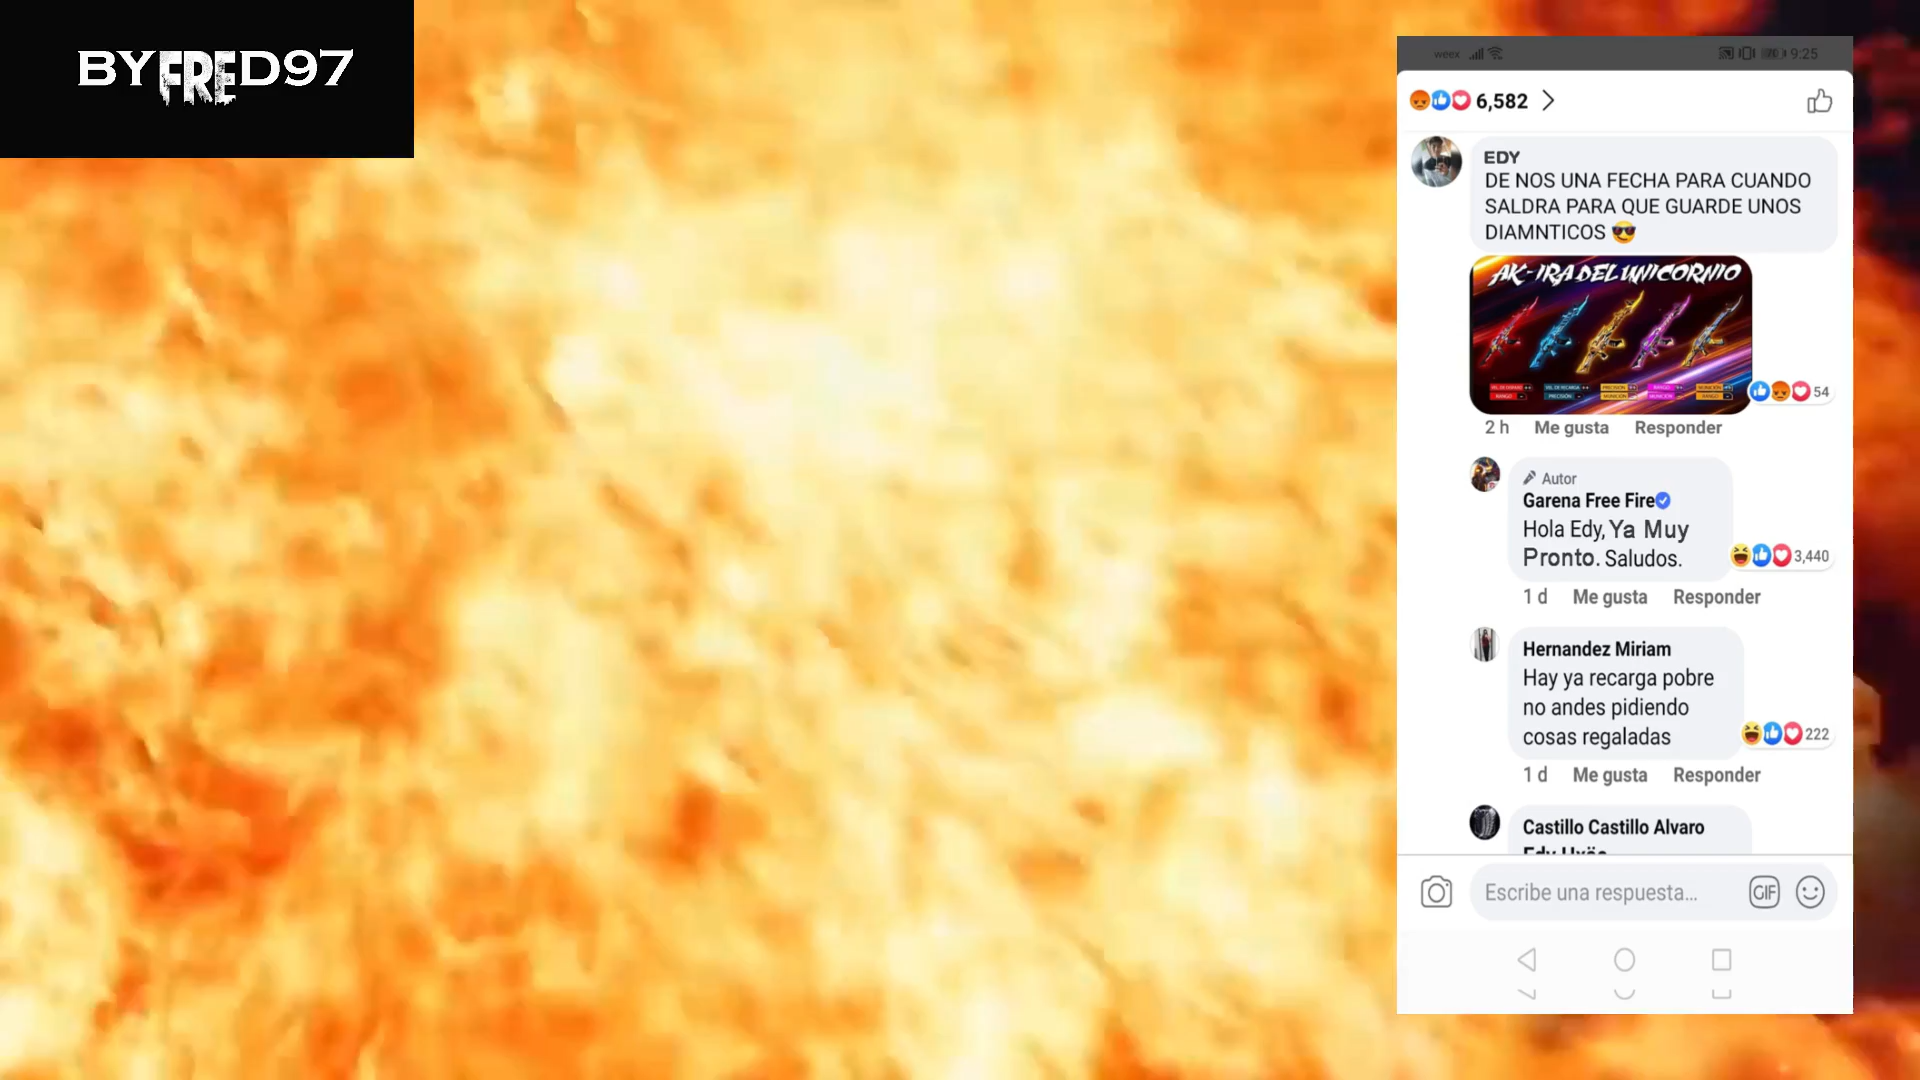 BYFRED97
weex
9:25
6,582
EDY
DE NOS UNA FECHA PARA CUANDO
SALDRA PARA QUE GUARDE UNOS
DIAMNTICOS 😎
AK-IRA DEL UNICORNIO
54
2 h Me gusta Responder
Autor
Garena Free Fire
Hola Edy, Ya Muy
Pronto. Saludos.
3,440
1 d Me gusta Responder
Hernandez Miriam
Hay ya recarga pobre
no andes pidiendo
cosas regaladas
222
1 d Me gusta Responder
Castillo Castillo Alvaro
Escribe una respuesta...
GIF